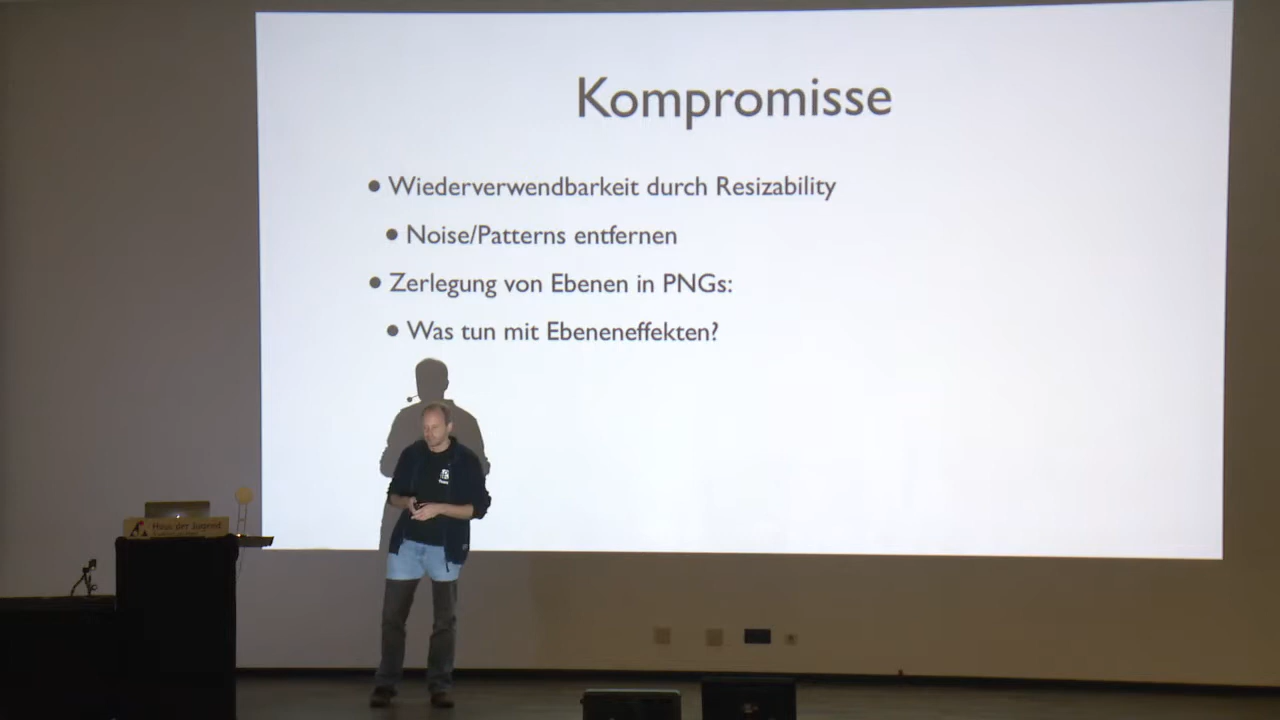 Kompromisse
• Wiederverwendbarkeit durch Resizability
• Noise/Patterns entfernen
• Zerlegung von Ebenen in PNGs:
• Was tun mit Ebeneneffekten?
Haus der Jugend